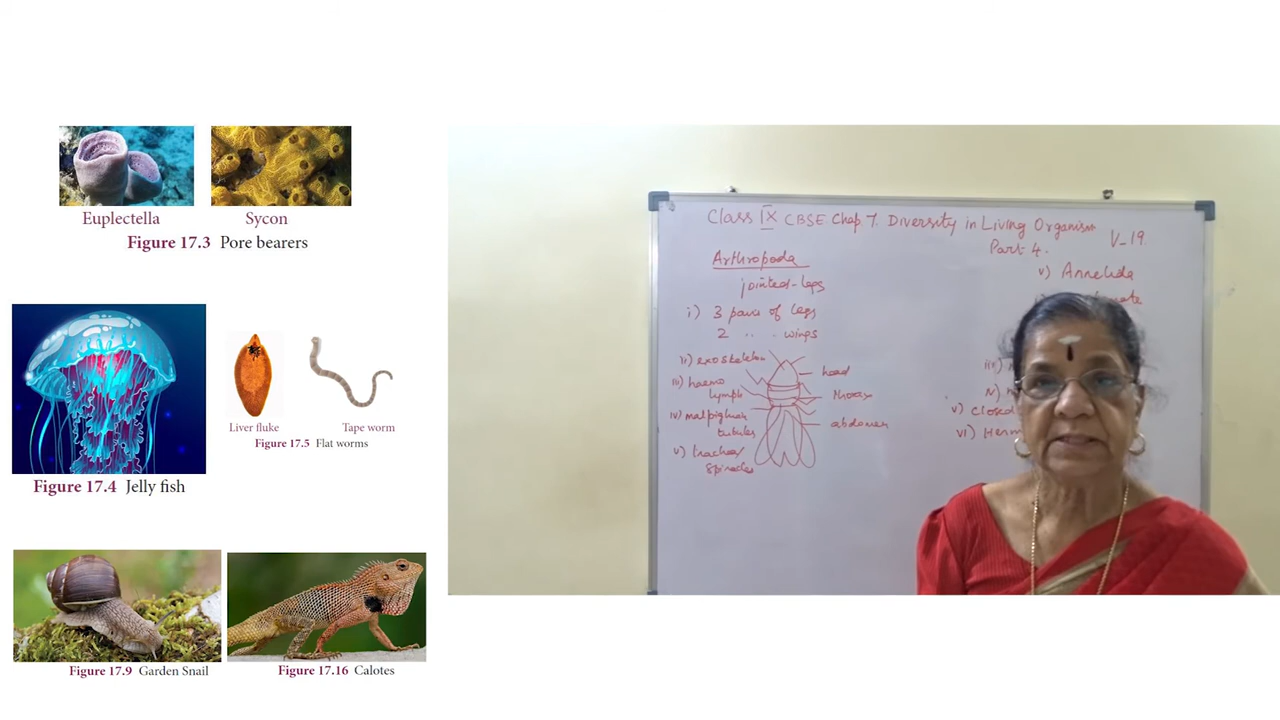 Euplectella
Sycon
Figure 17.3 Pore bearers
Liver fluke
Tape worm
Figure 17.5 Flat worms
Figure 17.4 Jelly fish
Figure 17.9 Garden Snail
Figure 17.16 Calotes
Class IX CBSE Chap 7. Diversity in Living Organism
Part 4.
V-19
Arthropoda
jointed-legs
i) 3 pairs of legs
2 " " wings
ii) exoskeleton
iii) haemo
lymph
iv) malpighian
tubules
v) trachea/
spiracles
head
Thorax
abdomen
v) Annelida
iii)
v) closed
vi) Herm